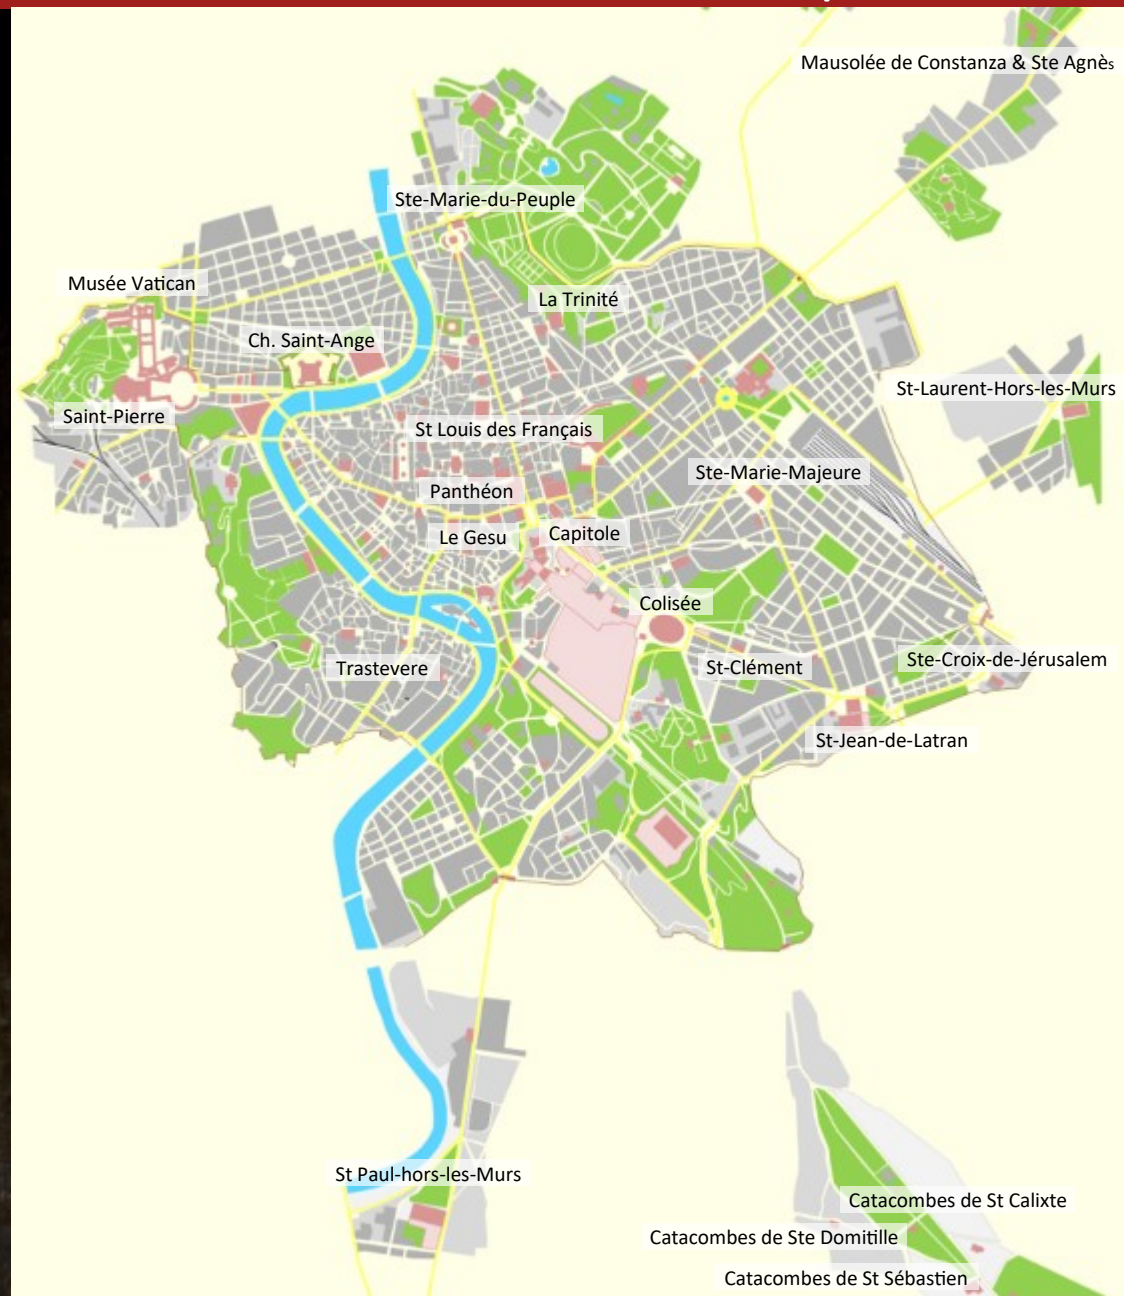 Mausolée de Constanza & Ste Agnès
Ste-Marie-du-Peuple
Musée Vatican
La Trinité
Ch. Saint-Ange
St-Laurent-Hors-les-Murs
Saint-Pierre
St Louis des Français
Ste-Marie-Majeure
Panthéon
Le Gesu
Capitole
Colisée
Trastevere
St-Clément
Ste-Croix-de-Jérusalem
St-Jean-de-Latran
St Paul-hors-les-Murs
Catacombes de St Calixte
Catacombes de Ste Domitille
Catacombes de St Sébastien